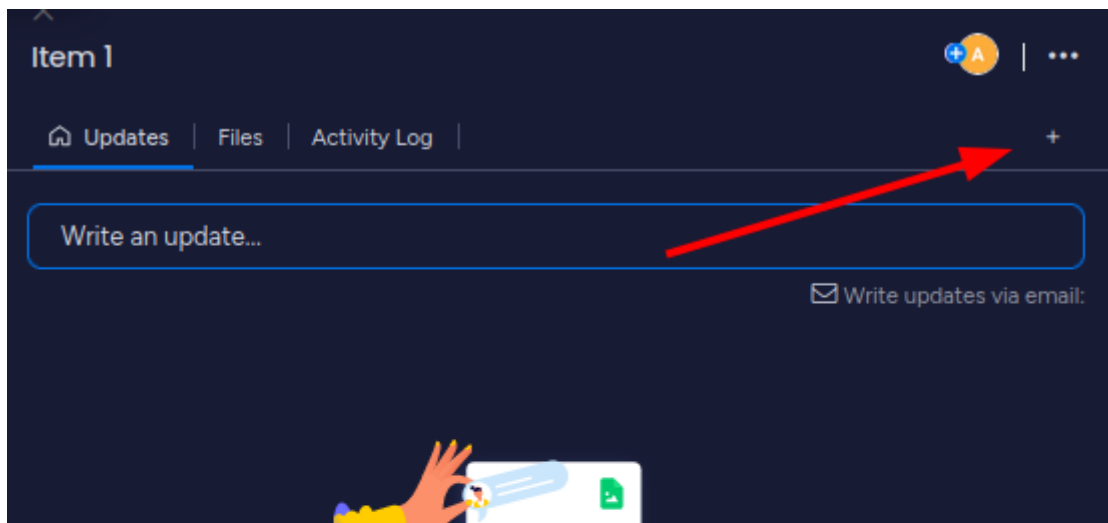 Item 1
A
Updates
Files
Activity Log
+
Write an update...
Write updates via email: